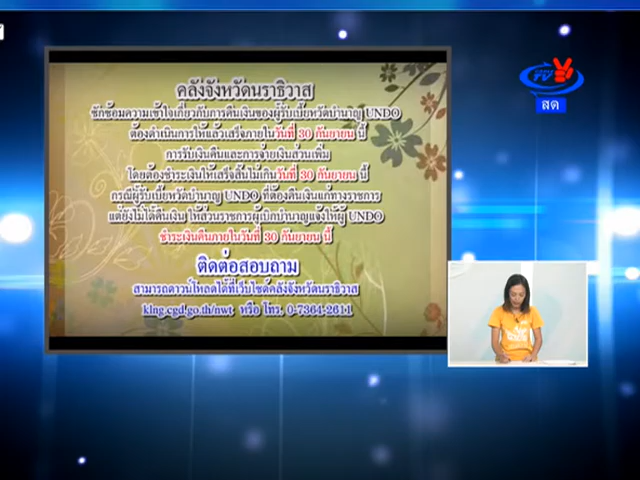 คลังจังหวัดนราธิวาส
ซักซ้อมความเข้าใจเกี่ยวกับการคืนเงินของผู้รับเบี้ยหวัดบำนาญ UNDO
ต้องดำเนินการให้แล้วเสร็จภายในวันที่ 30 กันยายน นี้
การรับเงินคืนและการจ่ายเงินส่วนเพิ่ม
โดยต้องชำระเงินให้เสร็จสิ้นไม่เกินวันที่ 30 กันยายน นี้
กรณีผู้รับเบี้ยหวัดบำนาญ UNDO ที่ต้องคืนเงินแก่ทางราชการ
แต่ยังไม่ได้คืนเงิน ให้ส่วนราชการผู้เบิกบำนาญแจ้งให้ผู้ UNDO
ชำระเงินคืนภายในวันที่ 30 กันยายน นี้
ติดต่อสอบถาม
สามารถดาวน์โหลดได้ที่เว็บไซต์คลังจังหวัดนราธิวาส
klng.cgd.go.th/nwt หรือ โทร. 0-7364-2611
สด